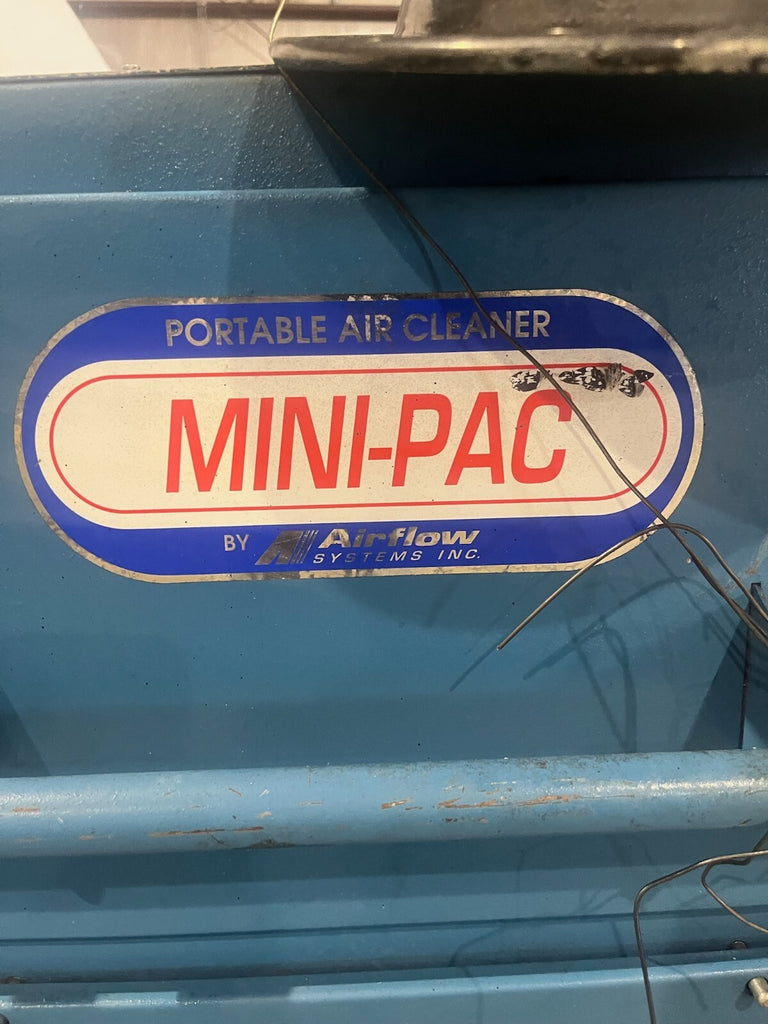 PORTABLE AIR CLEANER
MINI-PAC
BY Airflow
SYSTEMS INC.